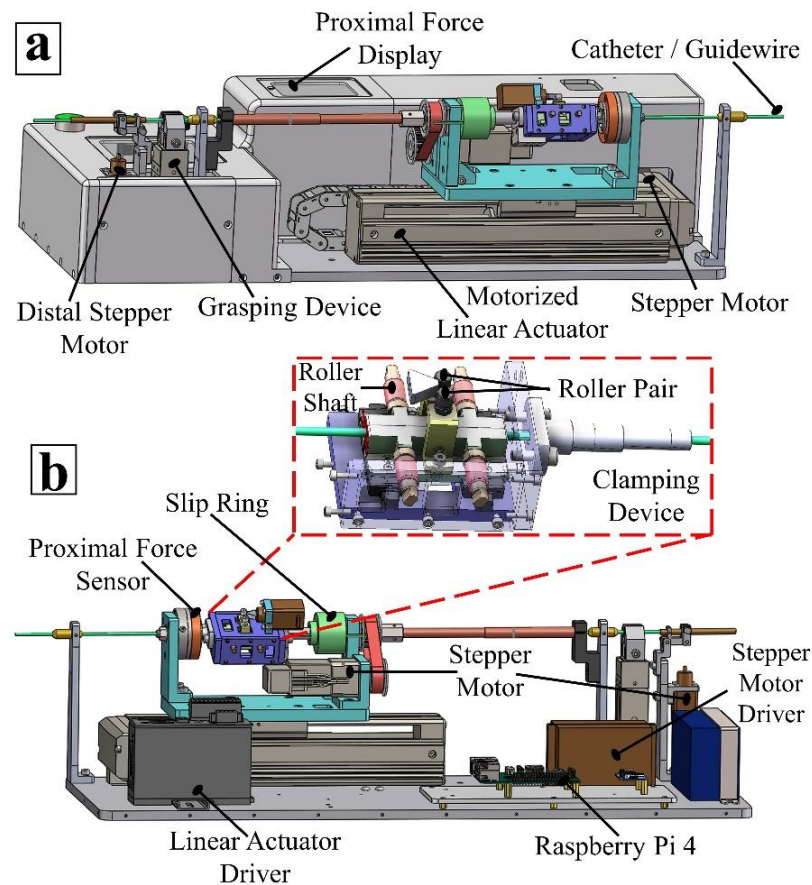 a
Proximal Force
Display
Catheter / Guidewire
Distal Stepper
Motor
Grasping Device
Motorized
Linear Actuator
Stepper Motor
Roller
Shaft
Roller Pair
Clamping
Device
b
Slip Ring
Proximal Force
Sensor
Stepper
Motor
Stepper
Motor
Driver
Linear Actuator
Driver
Raspberry Pi 4